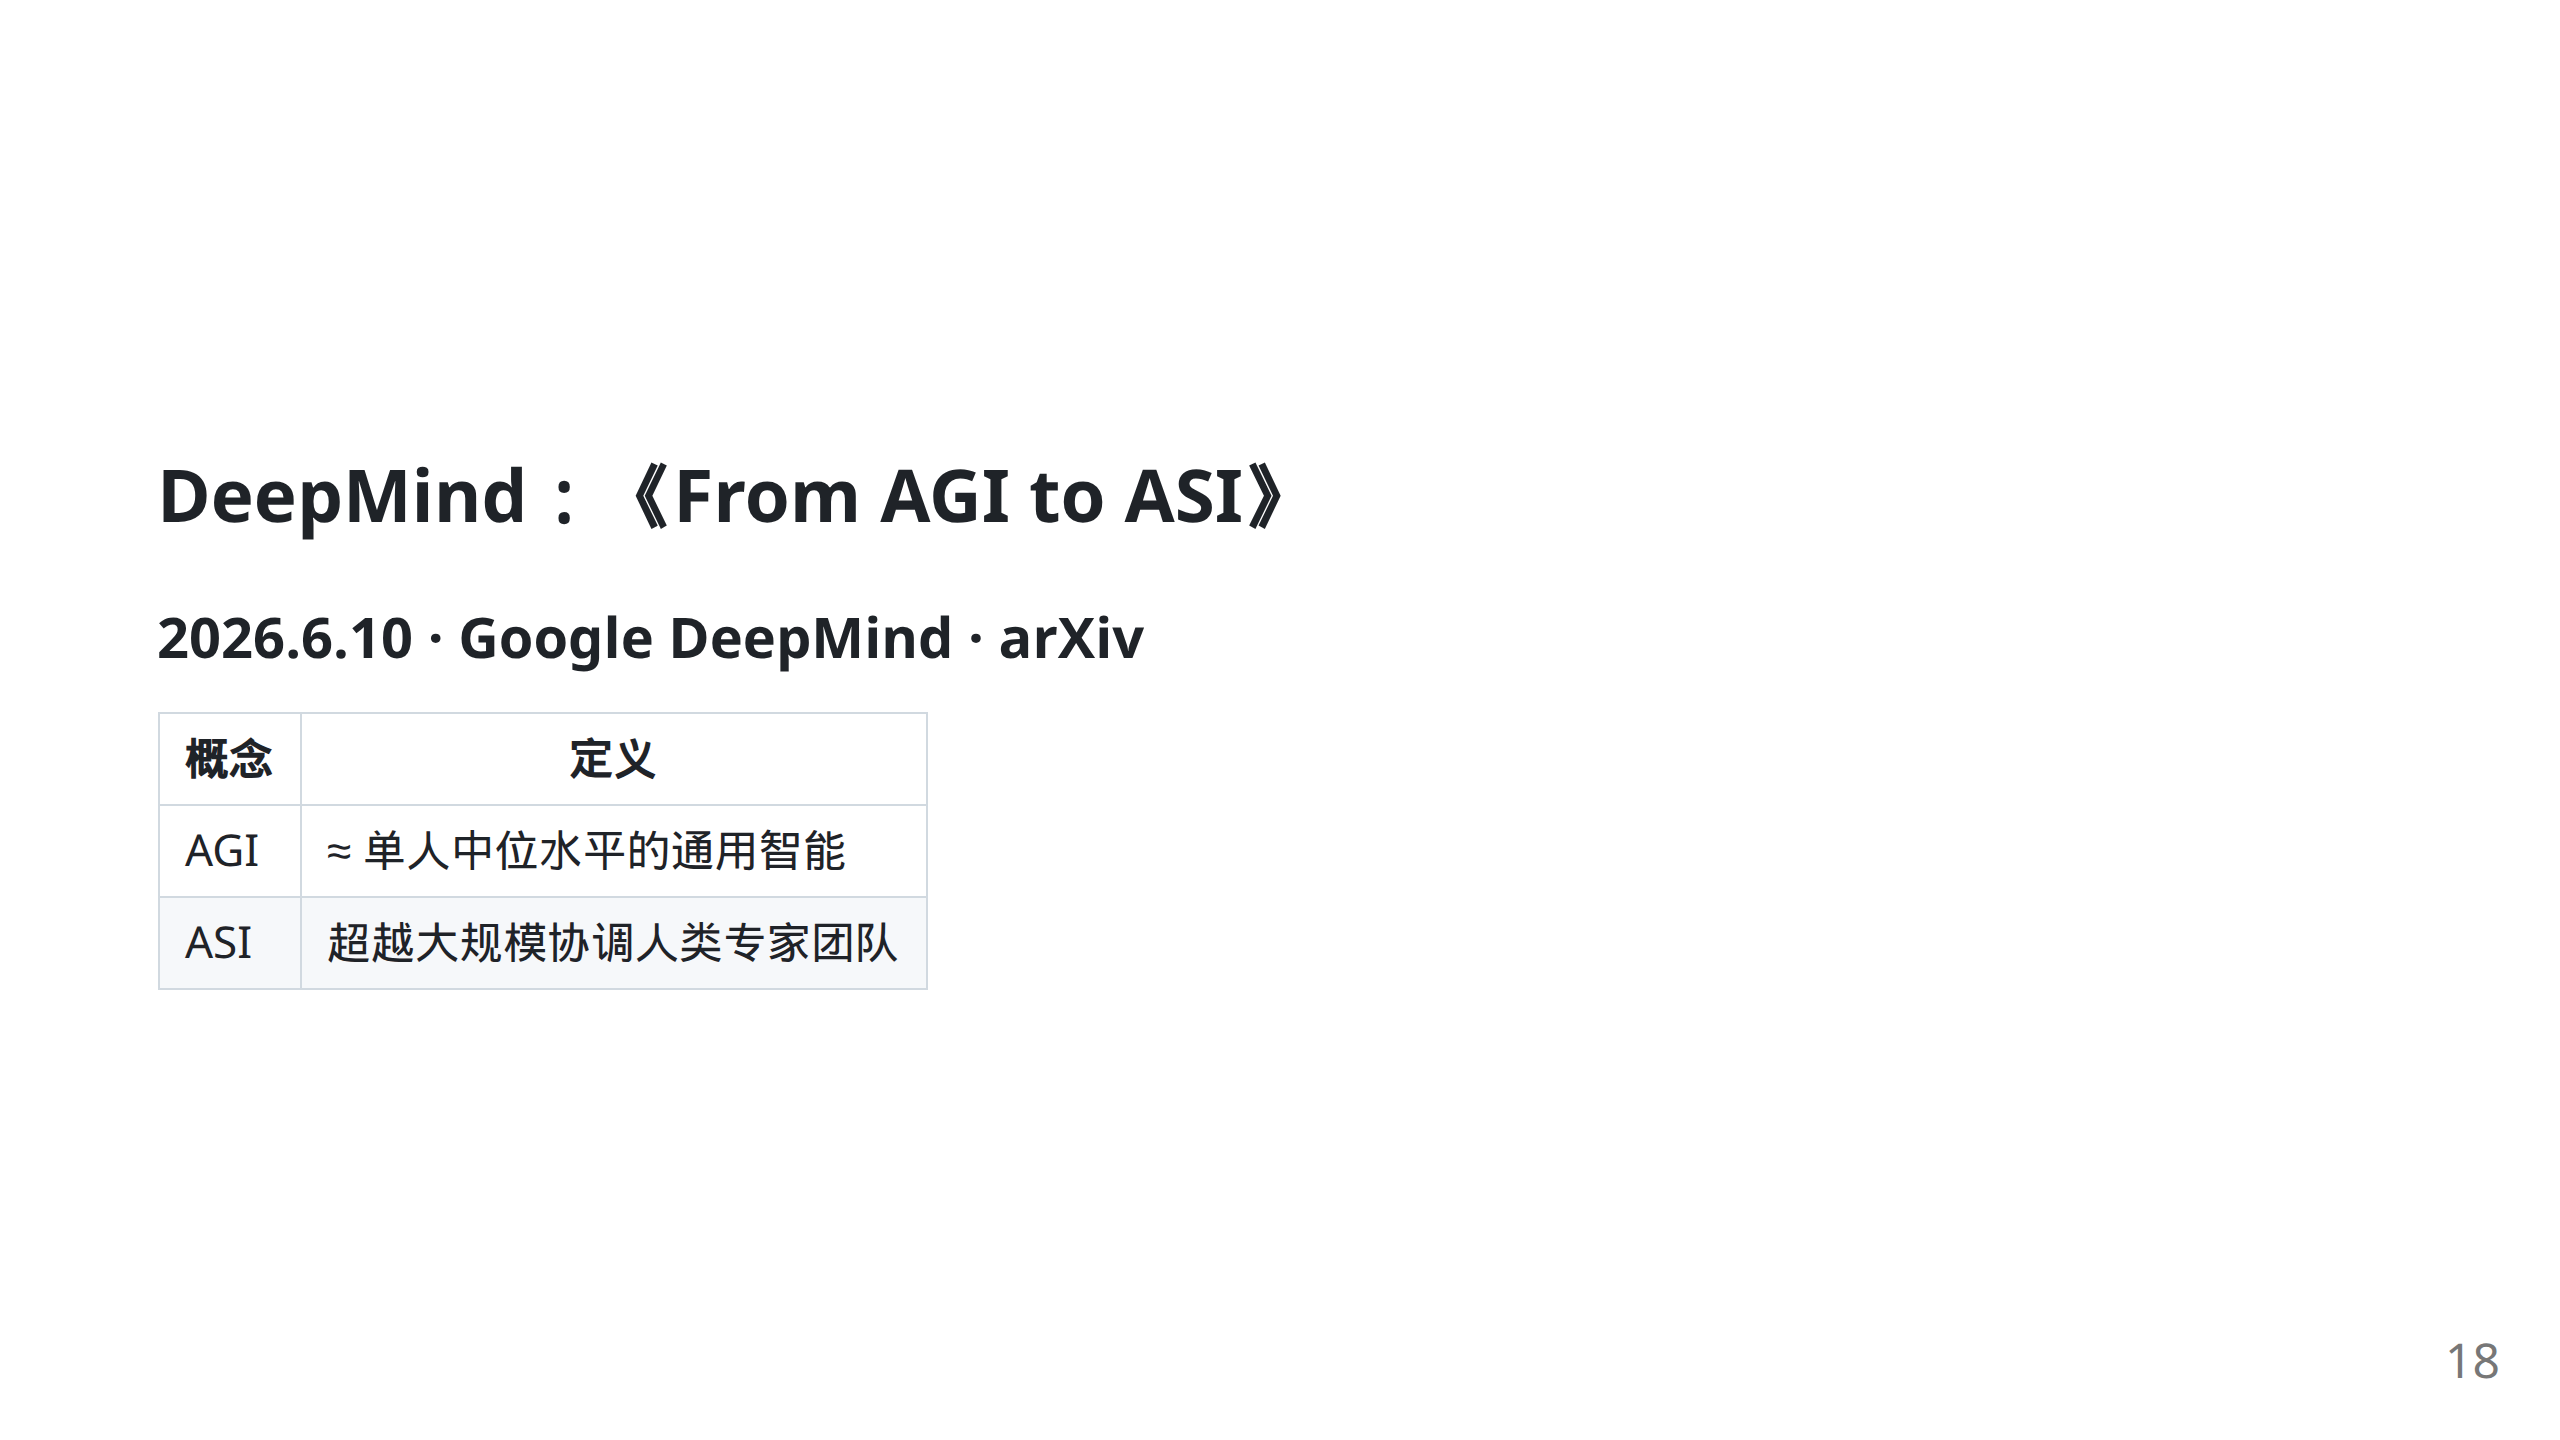 DeepMind：《From AGI to ASI》
2026.6.10 · Google DeepMind · arXiv
概念 定义
AGI ≈ 单人中位水平的通用智能
ASI 超越大规模协调人类专家团队
18